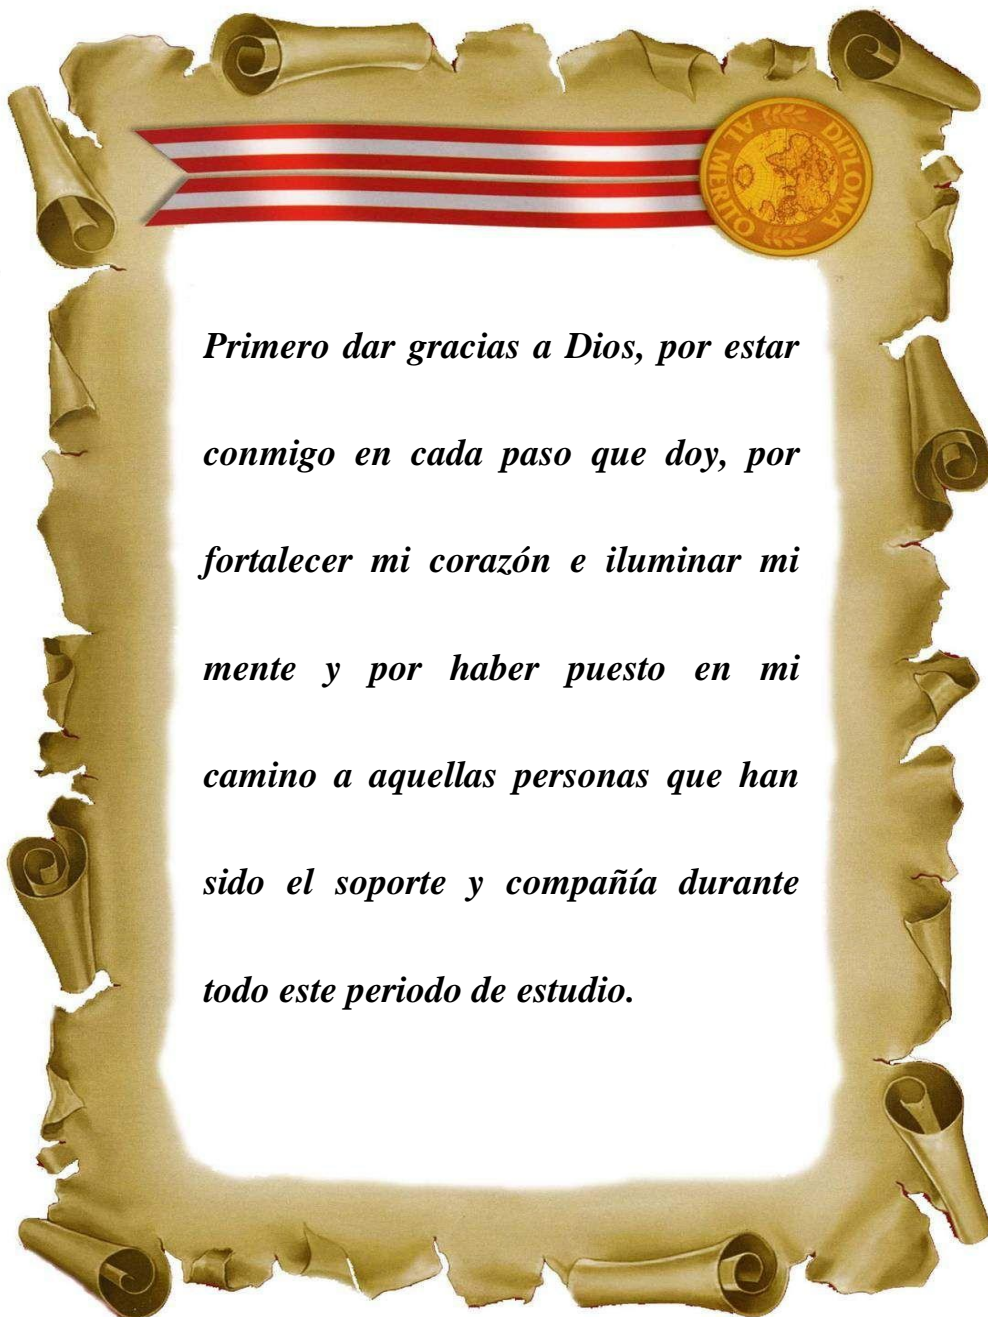 DIPLOMA
AL MERITO
Primero dar gracias a Dios, por estar
conmigo en cada paso que doy, por
fortalecer mi corazón e iluminar mi
mente y por haber puesto en mi
camino a aquellas personas que han
sido el soporte y compañía durante
todo este periodo de estudio.